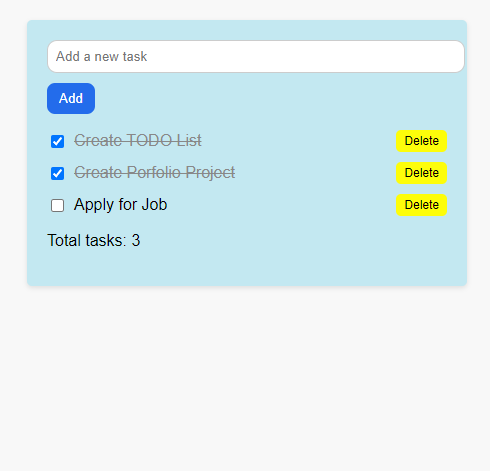 Add a new task
Add
Create TODO List Delete
Create Porfolio Project Delete
Apply for Job Delete
Total tasks: 3